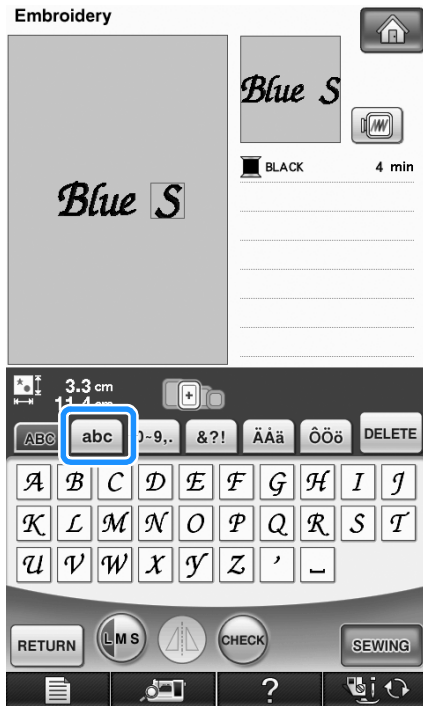 Embroidery
Blue S
BLACK 4 min
Blue S
3.3 cm
11.4 cm
ABC abc 0~9,. &?! ÄÅä ÔÖö DELETE
A B C D E F G H I J
K L M N O P Q R S T
U V W X Y Z ’ _
RETURN L M S CHECK SEWING
?